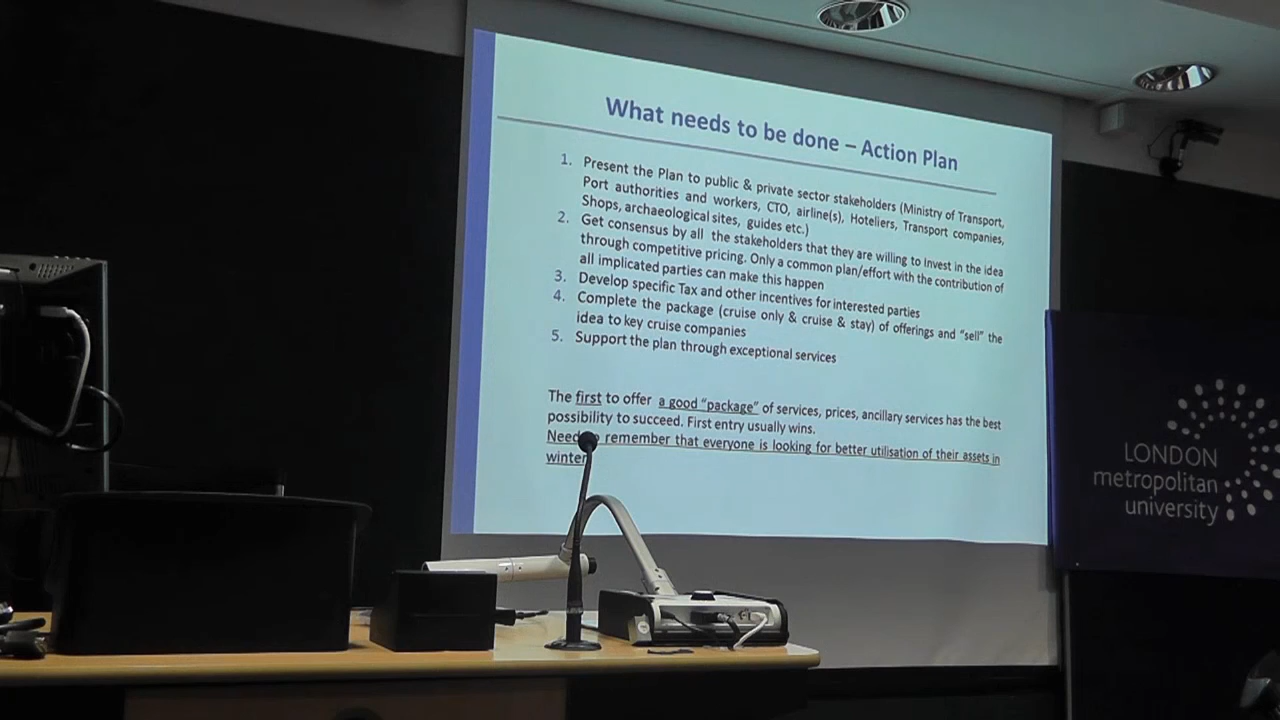 What needs to be done – Action Plan
1. Present the Plan to public & private sector stakeholders (Ministry of Transport,
Port authorities and workers, CTO, airline(s), Hoteliers, Transport companies,
Shops, archaeological sites, guides etc.)
2. Get consensus by all the stakeholders that they are willing to invest in the idea
through competitive pricing. Only a common plan/effort with the contribution of
all implicated parties can make this happen
3. Develop specific Tax and other incentives for interested parties
4. Complete the package (cruise only & cruise & stay) of offerings and "sell" the
idea to key cruise companies
5. Support the plan through exceptional services
The first to offer a good "package" of services, prices, ancillary services has the best
possibility to succeed. First entry usually wins.
Need to remember that everyone is looking for better utilisation of their assets in
winter
LONDON
metropolitan
university